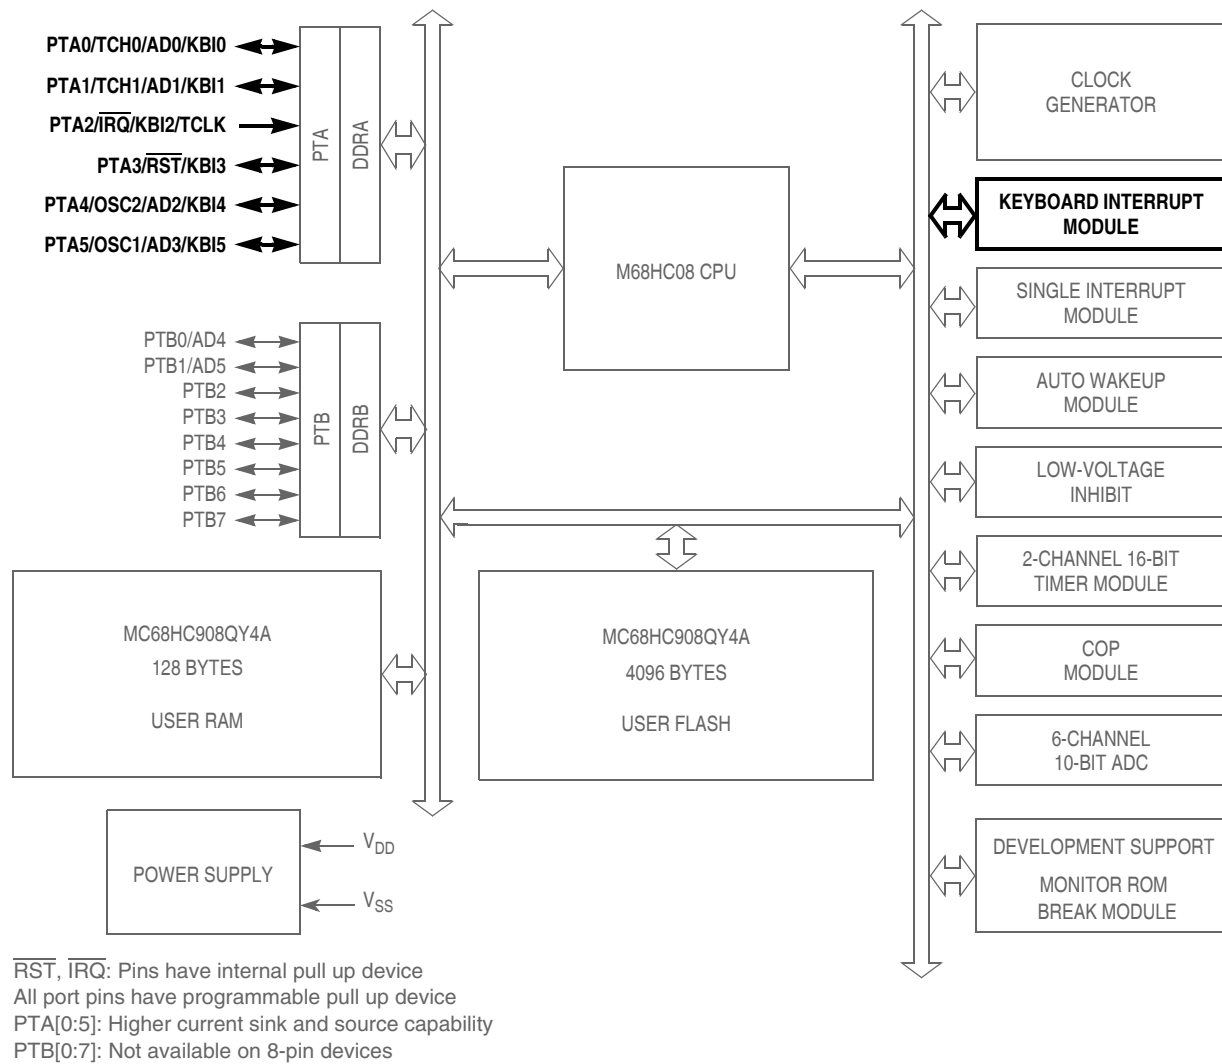 PTA0/TCH0/AD0/KBI0
PTA1/TCH1/AD1/KBI1
PTA2/IRQ/KBI2/TCLK
PTA3/RST/KBI3
PTA4/OSC2/AD2/KBI4
PTA5/OSC1/AD3/KBI5
PTA
DDRA
PTB0/AD4
PTB1/AD5
PTB2
PTB3
PTB4
PTB5
PTB6
PTB7
PTB
DDRB
M68HC08 CPU
MC68HC908QY4A
128 BYTES
USER RAM
MC68HC908QY4A
4096 BYTES
USER FLASH
POWER SUPPLY
VDD
VSS
CLOCK
GENERATOR
KEYBOARD INTERRUPT
MODULE
SINGLE INTERRUPT
MODULE
AUTO WAKEUP
MODULE
LOW-VOLTAGE
INHIBIT
2-CHANNEL 16-BIT
TIMER MODULE
COP
MODULE
6-CHANNEL
10-BIT ADC
DEVELOPMENT SUPPORT
MONITOR ROM
BREAK MODULE
RST, IRQ: Pins have internal pull up device
All port pins have programmable pull up device
PTA[0:5]: Higher current sink and source capability
PTB[0:7]: Not available on 8-pin devices